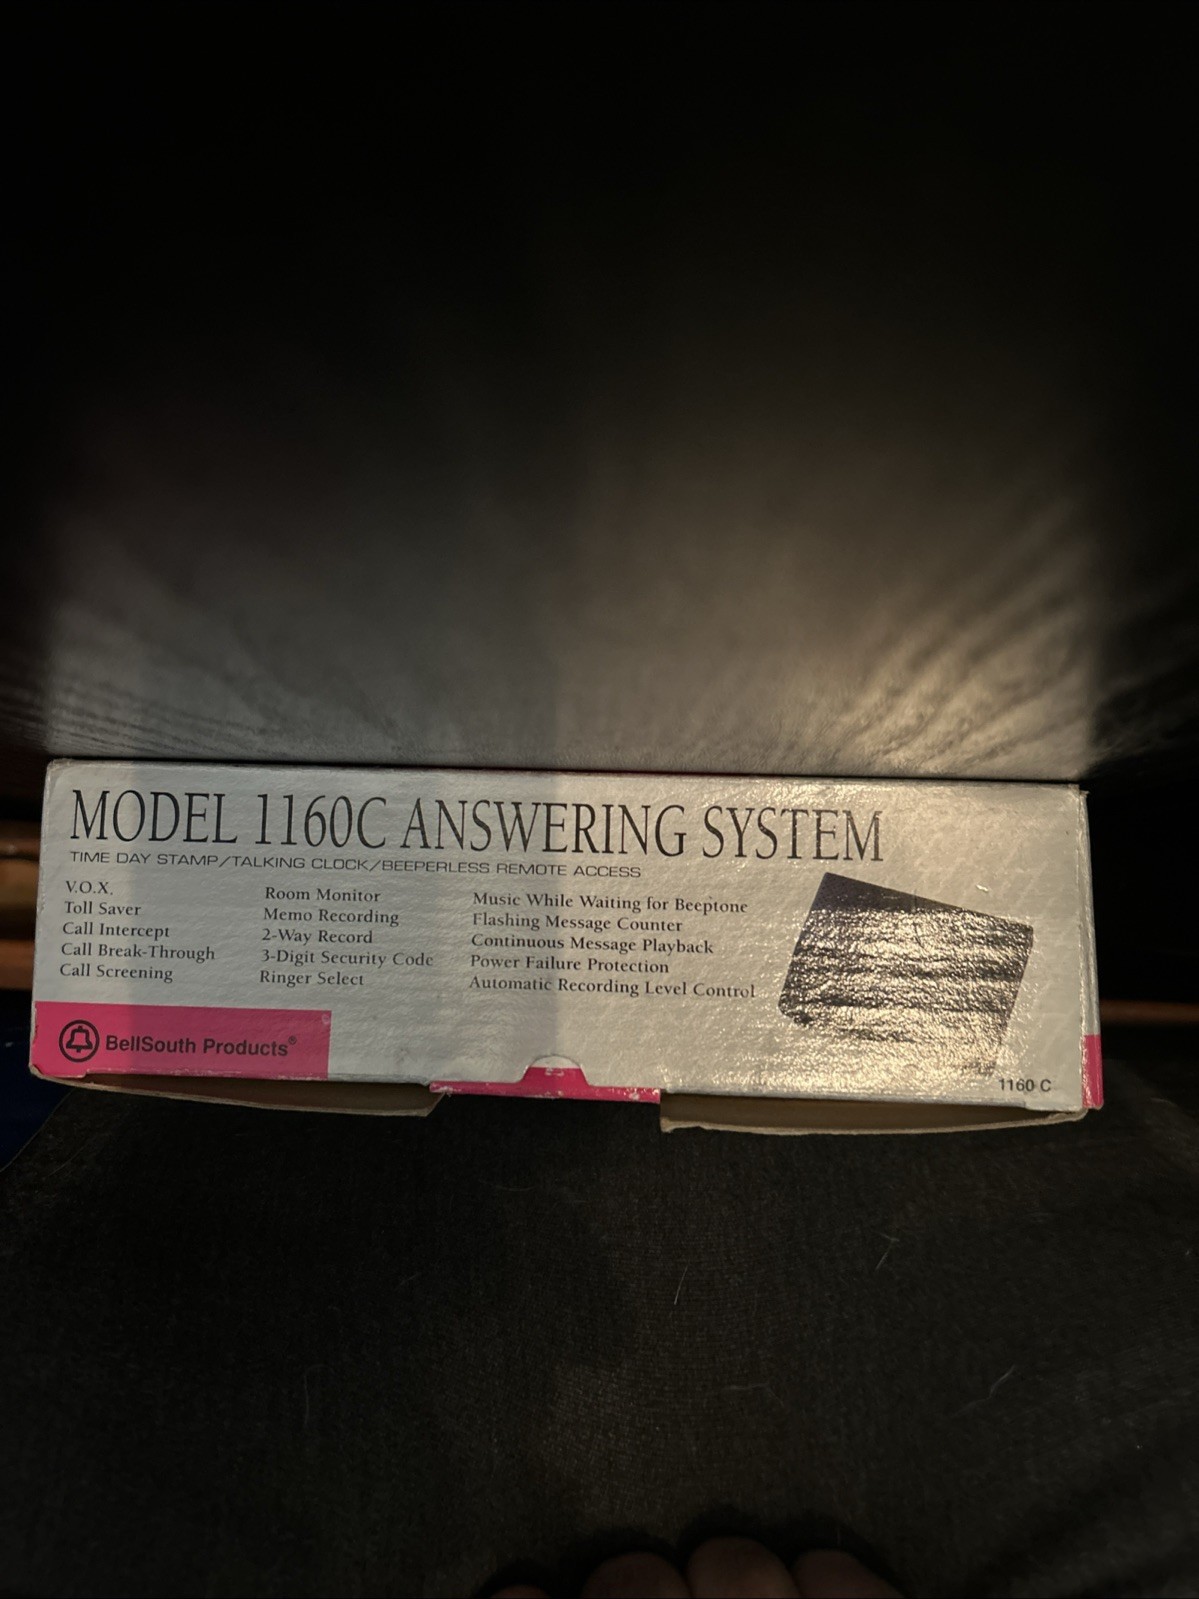 MODEL 1160C ANSWERING SYSTEM
TIME DAY STAMP/TALKING CLOCK/BEEPERLESS REMOTE ACCESS
V.O.X.
Toll Saver
Call Intercept
Call Break-Through
Call Screening
Room Monitor
Memo Recording
2-Way Record
3-Digit Security Code
Ringer Select
Music While Waiting for Beeptone
Flashing Message Counter
Continuous Message Playback
Power Failure Protection
Automatic Recording Level Control
BellSouth Products®
1160 C